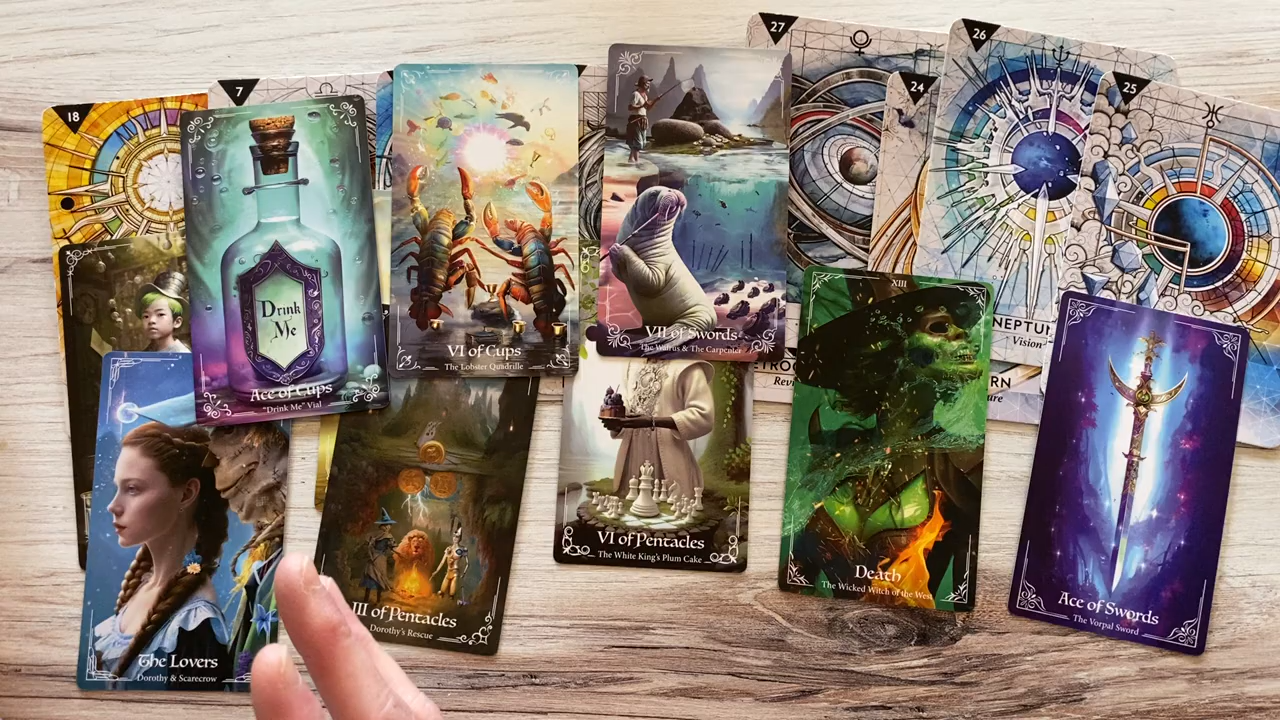 18
7
27
26
24
25
Drink
Me
Ace of Cups
"Drink Me" Vial
VI of Cups
The Lobster Quadrille
VII of Swords
The Walrus & The Carpenter
XIII
Vision
VI of Pentacles
The White King's Plum Cake
Death
The Wicked Witch of the West
Ace of Swords
The Vorpal Sword
III of Pentacles
Dorothy's Rescue
The Lovers
Dorothy & Scarecrow